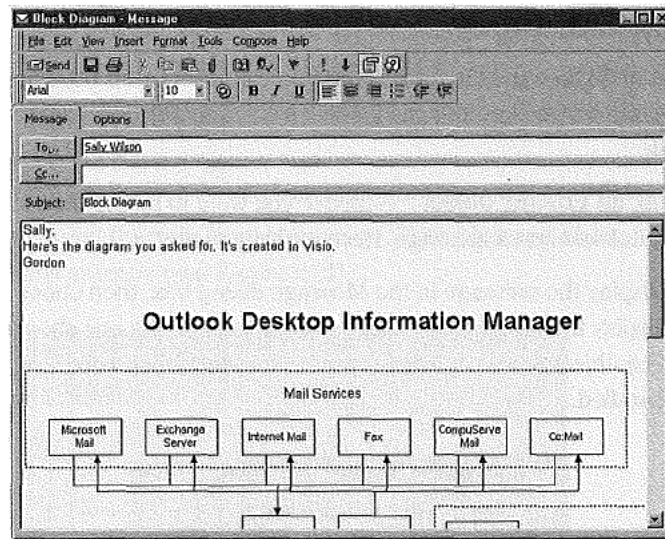 Block Diagram - Message
File Edit View Insert Format Tools Compose Help
Send
Arial 10 B I U
Message Options
To... Sally Wilson
Cc...
Subject: Block Diagram
Sally;
Here's the diagram you asked for. It's created in Visio.
Gordon
Outlook Desktop Information Manager
Mail Services
Microsoft Mail
Exchange Server
Internet Mail
Fax
CompuServe Mail
Cc:Mail